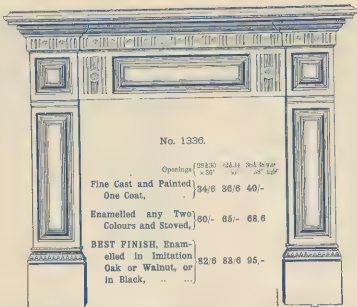 No. 1336.
Openings
Fine Cast and Painted One Coat, 34/6 36/6 40/-
Enamelled any Two Colours and Stoved, 60/- 65/- 68,6
BEST FINISH, Enam-
elled in Imitation
Oak or Walnut, or
in Black, .. ... 82/6 88/6 95,-